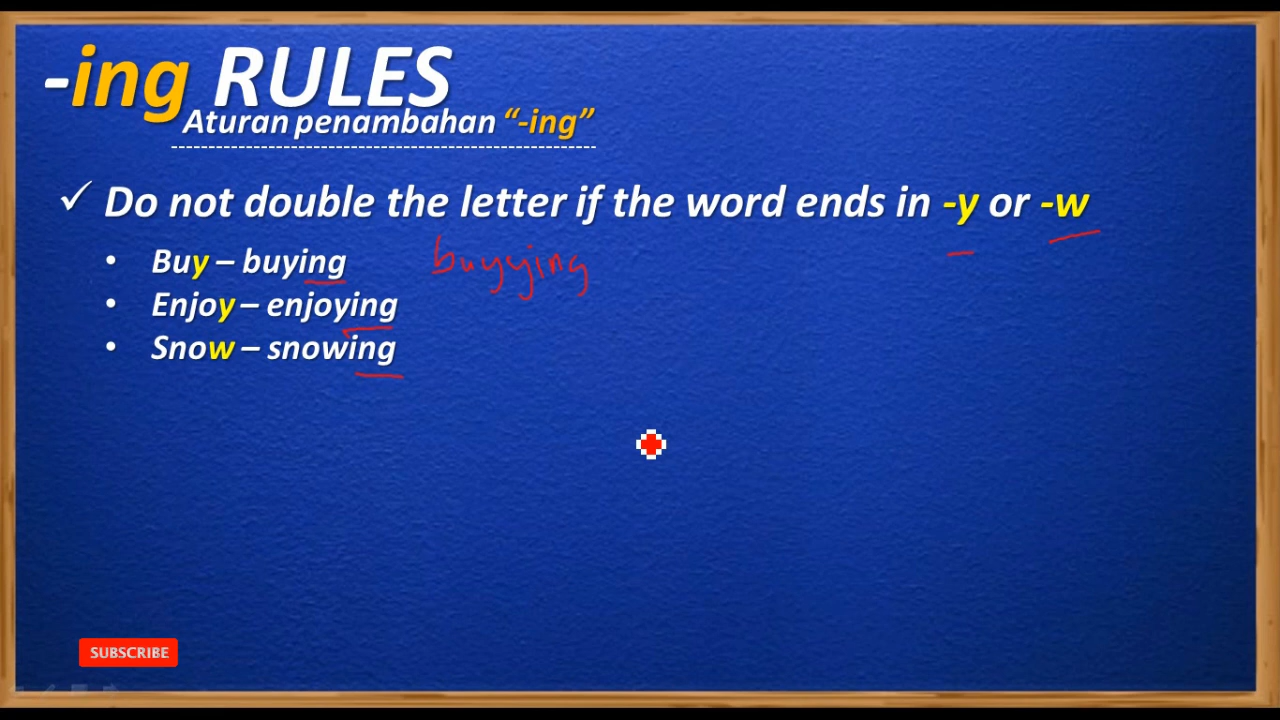 -ing RULES
Aturan penambahan “-ing”
✓ Do not double the letter if the word ends in -y or -w
• Buy – buying buyying
• Enjoy – enjoying
• Snow – snowing
SUBSCRIBE